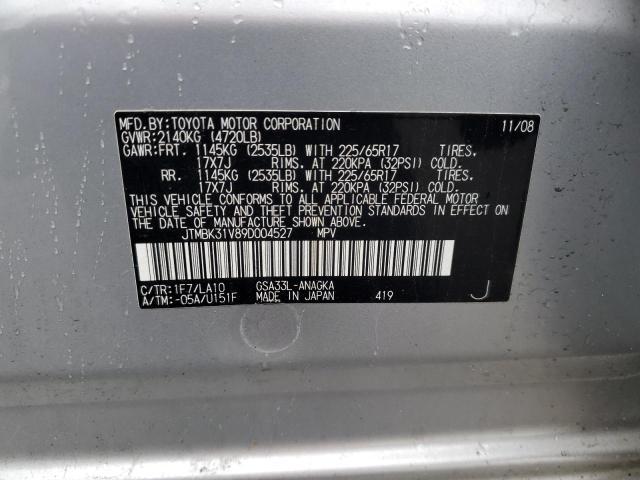 MFD.BY:TOYOTA MOTOR CORPORATION 11/08
GVWR:2140KG (4720LB)
GAWR:FRT. 1145KG (2535LB) WITH 225/65R17 TIRES,
17X7J RIMS. AT 220KPA (32PSI) COLD.
RR. 1145KG (2535LB) WITH 225/65R17 TIRES,
17X7J RIMS. AT 220KPA (32PSI) COLD.
THIS VEHICLE CONFORMS TO ALL APPLICABLE FEDERAL MOTOR
VEHICLE SAFETY AND THEFT PREVENTION STANDARDS IN EFFECT ON
THE DATE OF MANUFACTURE SHOWN ABOVE.
JTMBK31V89D004527 MPV
C/TR:1F7/LA10 GSA33L-ANAGKA
A/TM:-05A/U151F MADE IN JAPAN 419 J